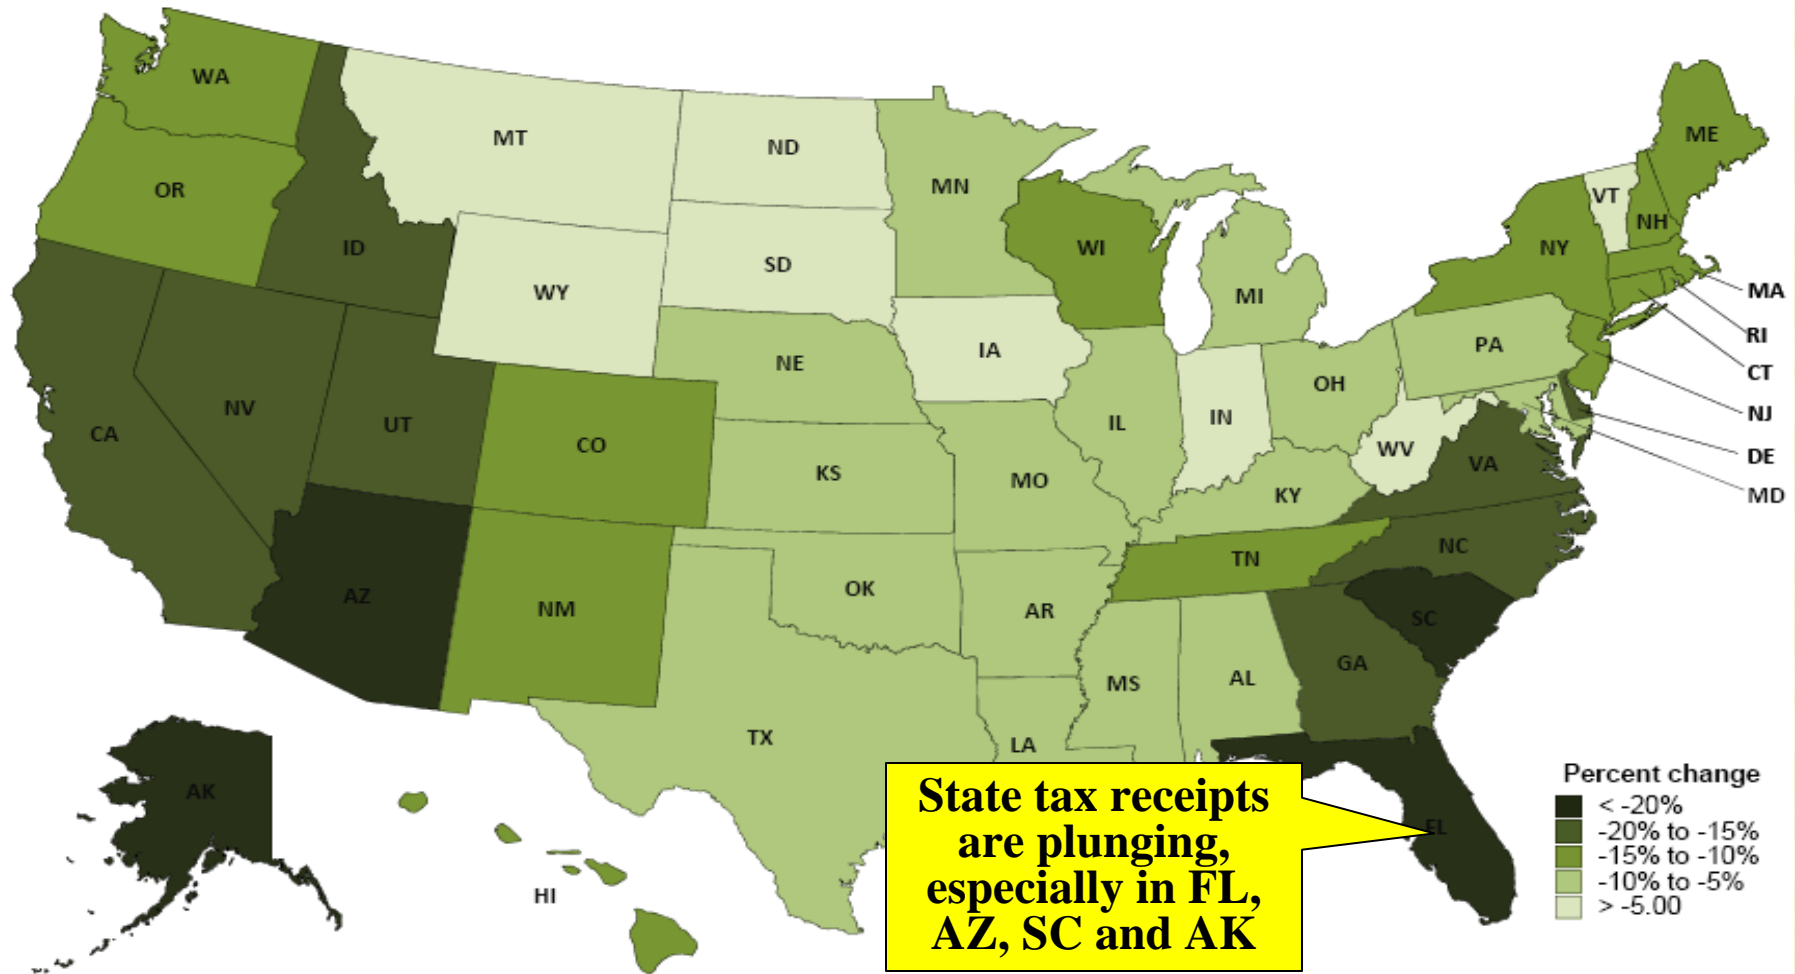 WA
MT
ND
MN
ME
OR
ID
WY
SD
WI
MI
NY
VT
NH
MA
RI
CT
NJ
DE
MD
CA
NV
UT
CO
NE
KS
IA
MO
IL
IN
OH
PA
WV
VA
KY
NC
TN
SC
AZ
NM
OK
AR
TX
LA
MS
AL
GA
FL
AK
HI
State tax receipts
are plunging,
especially in FL,
AZ, SC and AK
Percent change
< -20%
-20% to -15%
-15% to -10%
-10% to -5%
> -5.00